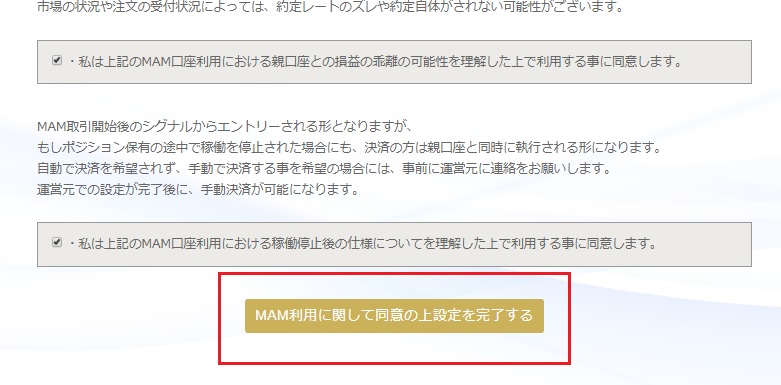 市場の状況や注文の受付状況によっては、約定レートのズレや約定自体がされない可能性がございます。
・私は上記のMAM口座利用における親口座との損益の乖離の可能性を理解した上で利用する事に同意します。
MAM取引開始後のシグナルからエントリーされる形となりますが、
もしポジション保有の途中で稼働を停止された場合にも、決済の方は親口座と同時に執行される形になります。
自動で決済を希望されず、手動で決済する事を希望の場合には、事前に運営元に連絡をお願いします。
運営元での設定が完了後に、手動決済が可能になります。
・私は上記のMAM口座利用における稼働停止後の仕様についてを理解した上で利用する事に同意します。
MAM利用に関して同意の上設定を完了する